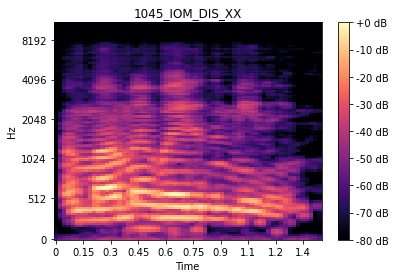 1045_IOM_DIS_XX
+0 dB
8192
-10 dB
4096
-20 dB
-30 dB
Hz
2048
-40 dB
1024
-50 dB
512
-60 dB
-70 dB
0
-80 dB
0 0.15 0.3 0.45 0.6 0.75 0.9 1.1 1.2 1.4
Time